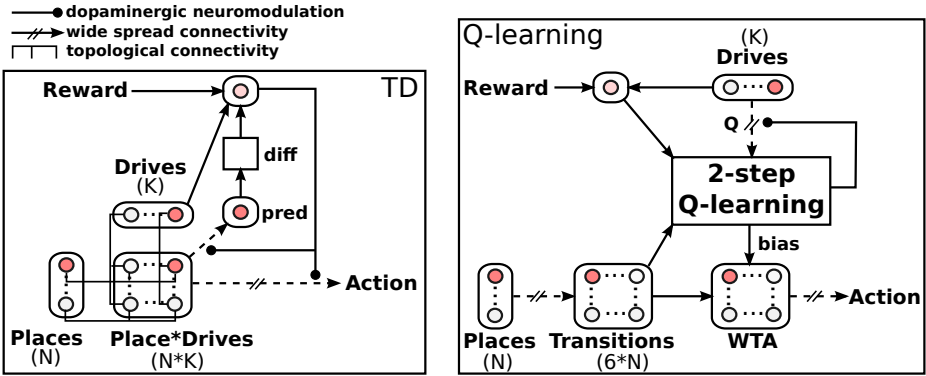 dopaminergic neuromodulation
wide spread connectivity
topological connectivity
TD
Reward
diff
Drives
(K)
pred
Action
Places
(N)
Place*Drives
(N*K)
Q-learning
(K)
Drives
Reward
Q
2-step
Q-learning
bias
Action
Places
(N)
Transitions
(6*N)
WTA